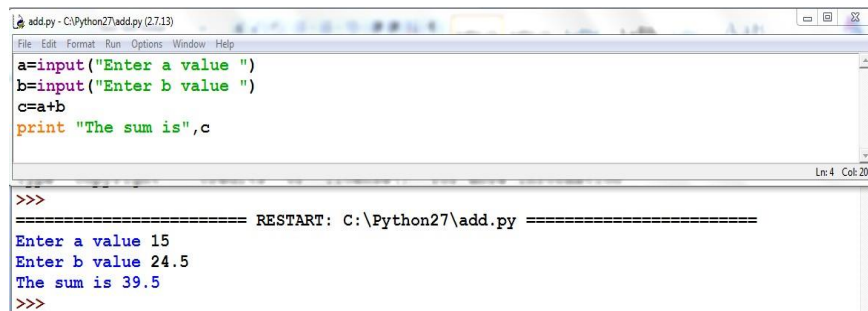 add.py - C:\Python27\add.py (2.7.13)
File Edit Format Run Options Window Help
a=input("Enter a value ")
b=input("Enter b value ")
c=a+b
print "The sum is",c
Ln: 4 Col: 20
>>>
======================== RESTART: C:\Python27\add.py ========================
Enter a value 15
Enter b value 24.5
The sum is 39.5
>>>